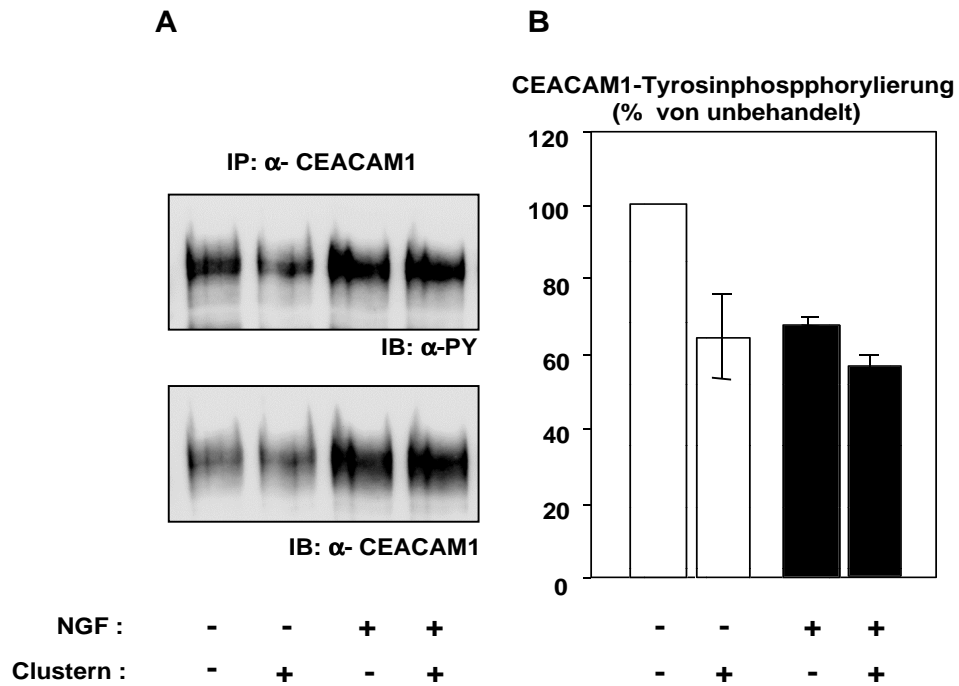 A
B
CEACAM1-Tyrosinphospphorylierung
(% von unbehandelt)
IP: α- CEACAM1
IB: α-PY
IB: α- CEACAM1
120
100
80
60
40
20
0
NGF : - - + +
- - + +
Clustern : - + - +
- + - +